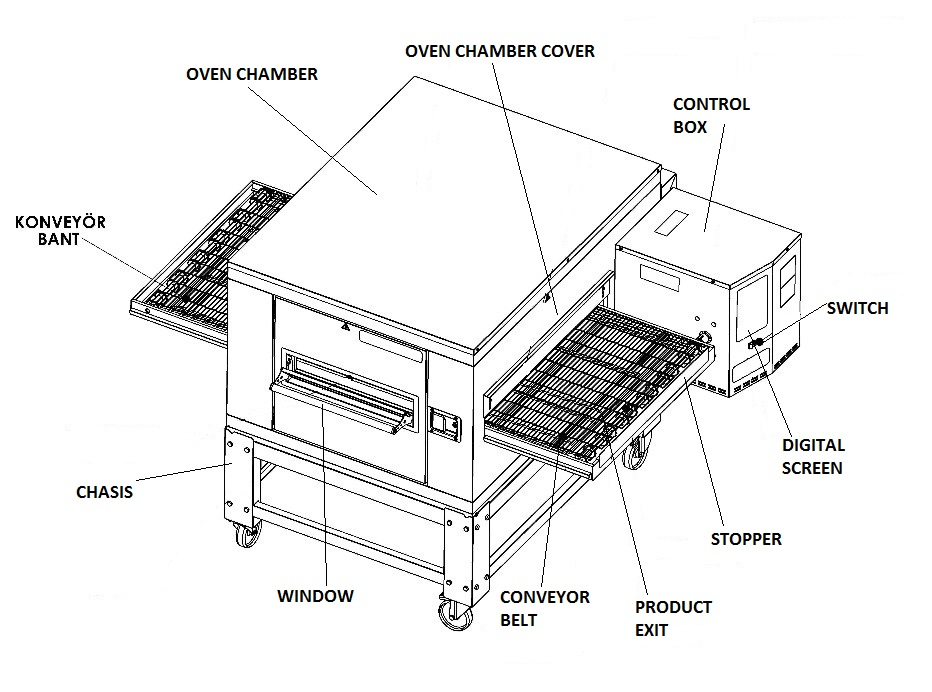 OVEN CHAMBER COVER
OVEN CHAMBER
CONTROL
BOX
KONVEYÖR
BANT
SWITCH
DIGITAL
SCREEN
CHASIS
STOPPER
WINDOW
CONVEYOR
BELT
PRODUCT
EXIT